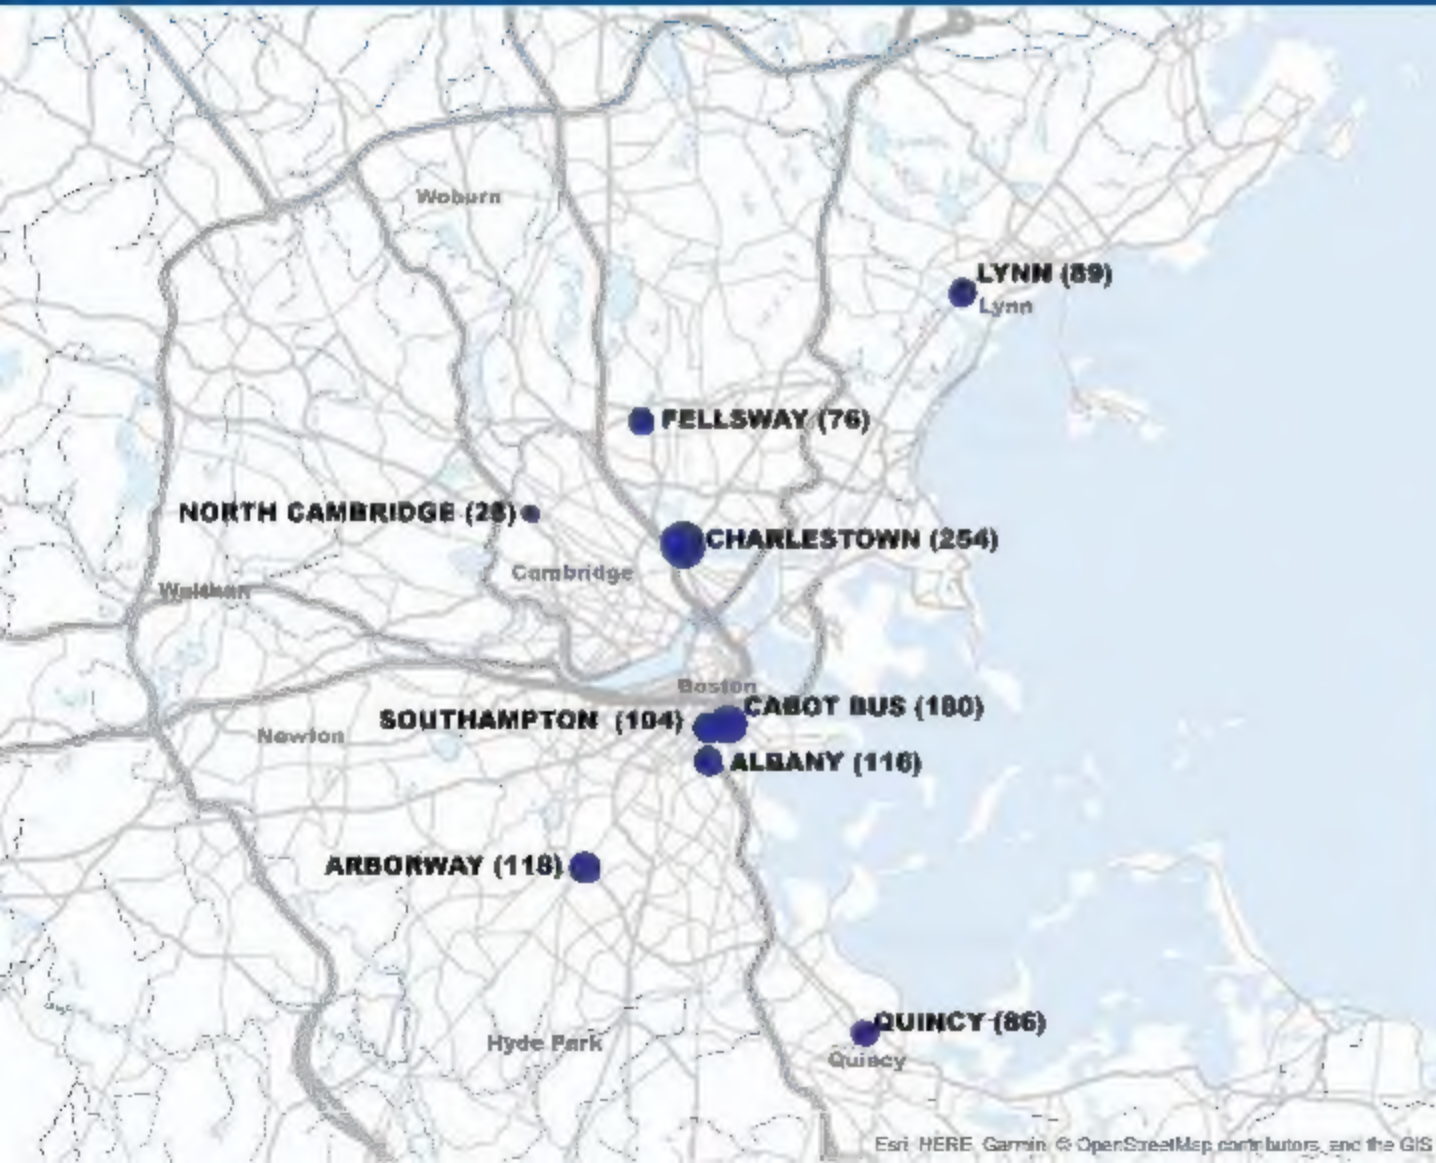 Woburn
LYNN (89)
Lynn
FELLSWAY (76)
NORTH CAMBRIDGE (28)
CHARLESTOWN (254)
Cambridge
Waltham
Boston
CABOT BUS (180)
SOUTHAMPTON (104)
Newton
ALBANY (116)
ARBORWAY (118)
QUINCY (86)
Hyde Park
Quincy
Esri, HERE, Garmin, © OpenStreetMap contributors, and the GIS